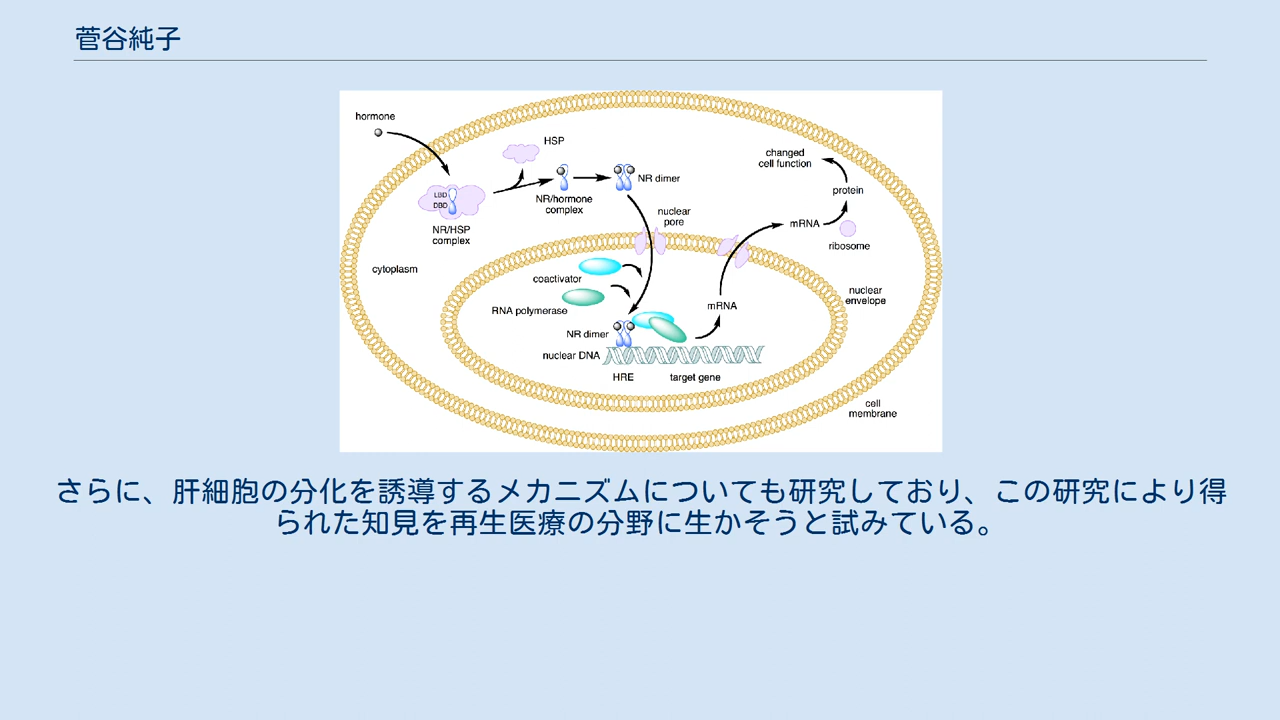 菅谷純子
hormone
HSP
LBD
DBD
NR/HSP
complex
NR/hormone
complex
NR dimer
nuclear
pore
changed
cell function
protein
mRNA
ribosome
cytoplasm
coactivator
RNA polymerase
NR dimer
nuclear DNA
HRE
target gene
mRNA
nuclear
envelope
cell
membrane
さらに、肝細胞の分化を誘導するメカニズムについても研究しており、この研究により得
られた知見を再生医療の分野に生かそうと試みている。